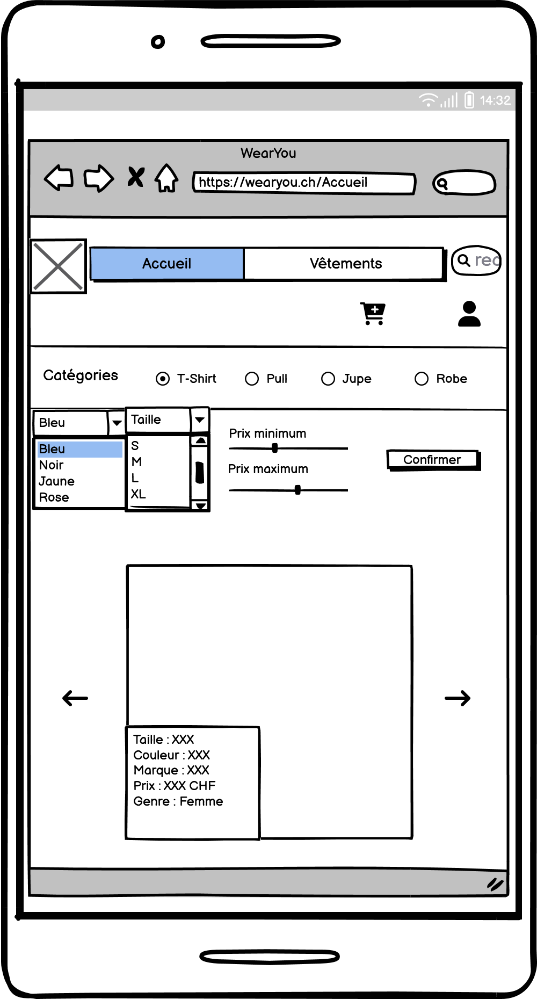 14:32
WearYou
https://wearyou.ch/Accueil
Accueil
Vêtements
rec
Catégories
T-Shirt
Pull
Jupe
Robe
Bleu
Taille
Bleu
Noir
Jaune
Rose
S
M
L
XL
Prix minimum
Prix maximum
Confirmer
Taille : XXX
Couleur : XXX
Marque : XXX
Prix : XXX CHF
Genre : Femme